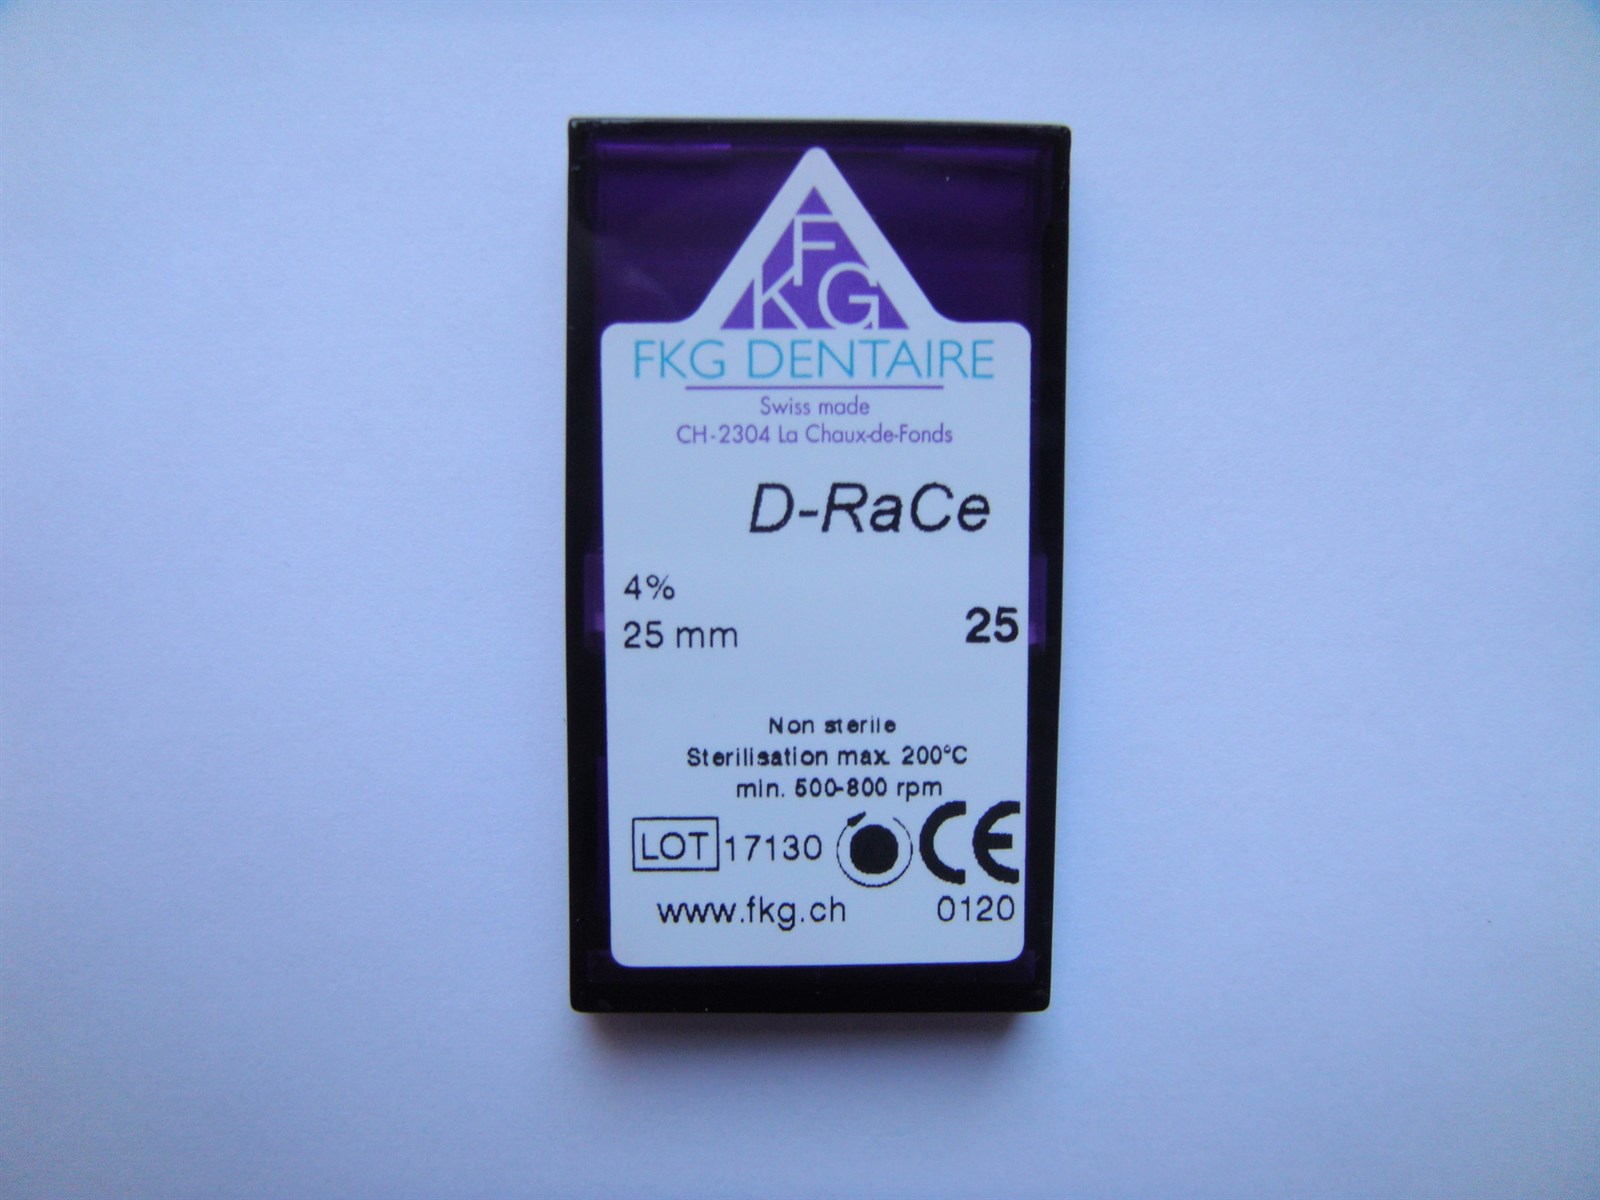 F
KG
FKG DENTAIRE
Swiss made
CH-2304 La Chaux-de-Fonds
D-RaCe
4%
25 mm 25
Non sterile
Sterilisation max. 200°C
min. 500-800 rpm
LOT 17130 CE
www.fkg.ch 0120